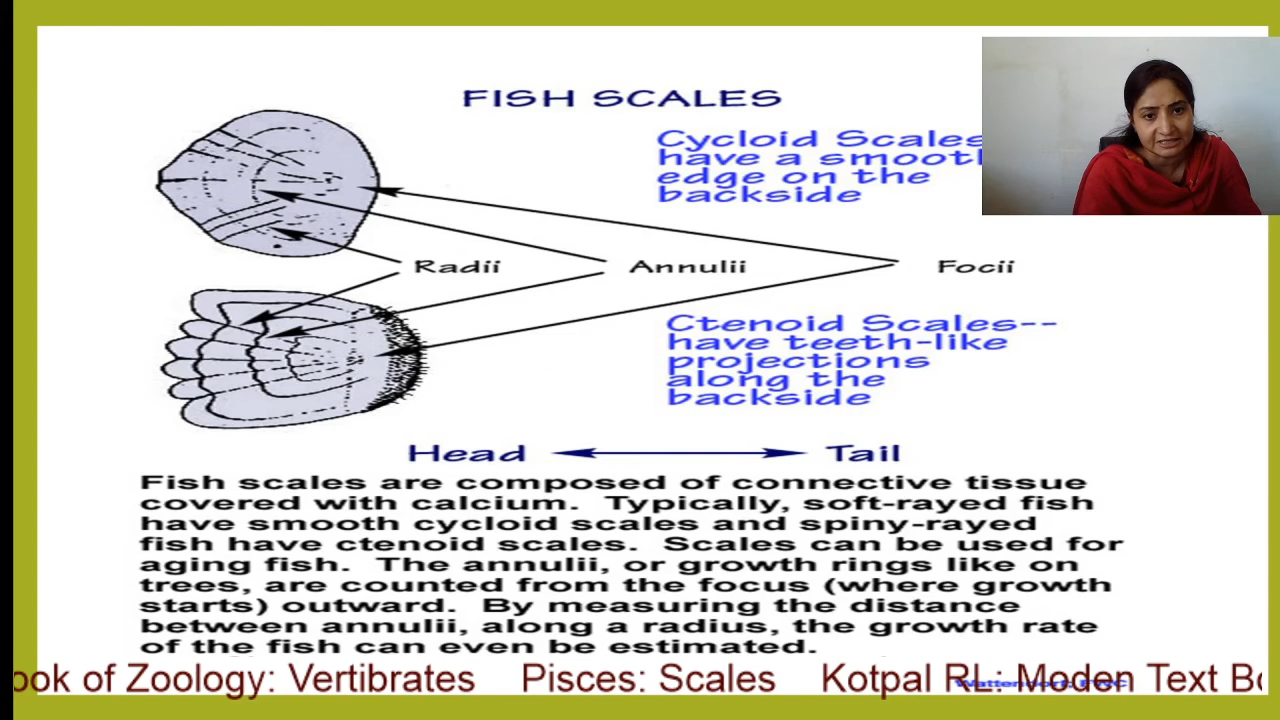 FISH SCALES
Cycloid Scales
have a smooth
edge on the
backside
Radii
Annulii
Focii
Ctenoid Scales--
have teeth-like
projections
along the
backside
Head
Tail
Fish scales are composed of connective tissue
covered with calcium. Typically, soft-rayed fish
have smooth cycloid scales and spiny-rayed
fish have ctenoid scales. Scales can be used for
aging fish. The annulii, or growth rings like on
trees, are counted from the focus (where growth
starts) outward. By measuring the distance
between annulii, along a radius, the growth rate
of the fish can even be estimated.
ook of Zoology: Vertibrates Pisces: Scales Kotpal RL: Moden Text Bo